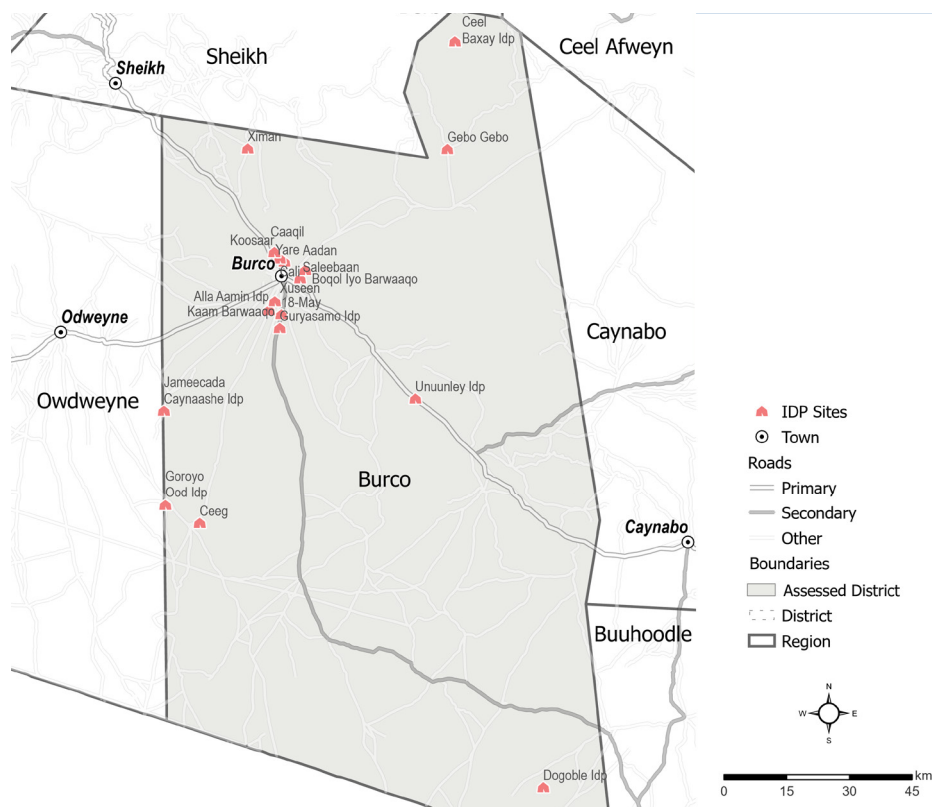 Ceel
Baxay Idp
Ceel Afweyn
Sheikh
Sheikh
Ximan
Gebo Gebo
Caaqil
Koosaar
Yare Aadan
Burco
Cali
Saleebaan
Boqol Iyo Barwaaqo
Xuseen
Alla Aamin Idp
18-May
Kaam Barwaaqo
Guryasamo Idp
Odweyne
Caynabo
Jameecada
Caynaashe Idp
Owdweyne
Unuunley Idp
Burco
Goroyo
Ood Idp
Ceeg
Caynabo
Buuhoodle
Dogoble Idp
IDP Sites
Town
Roads
Primary
Secondary
Other
Boundaries
Assessed District
District
Region
N
W
E
S
km
0
15
30
45